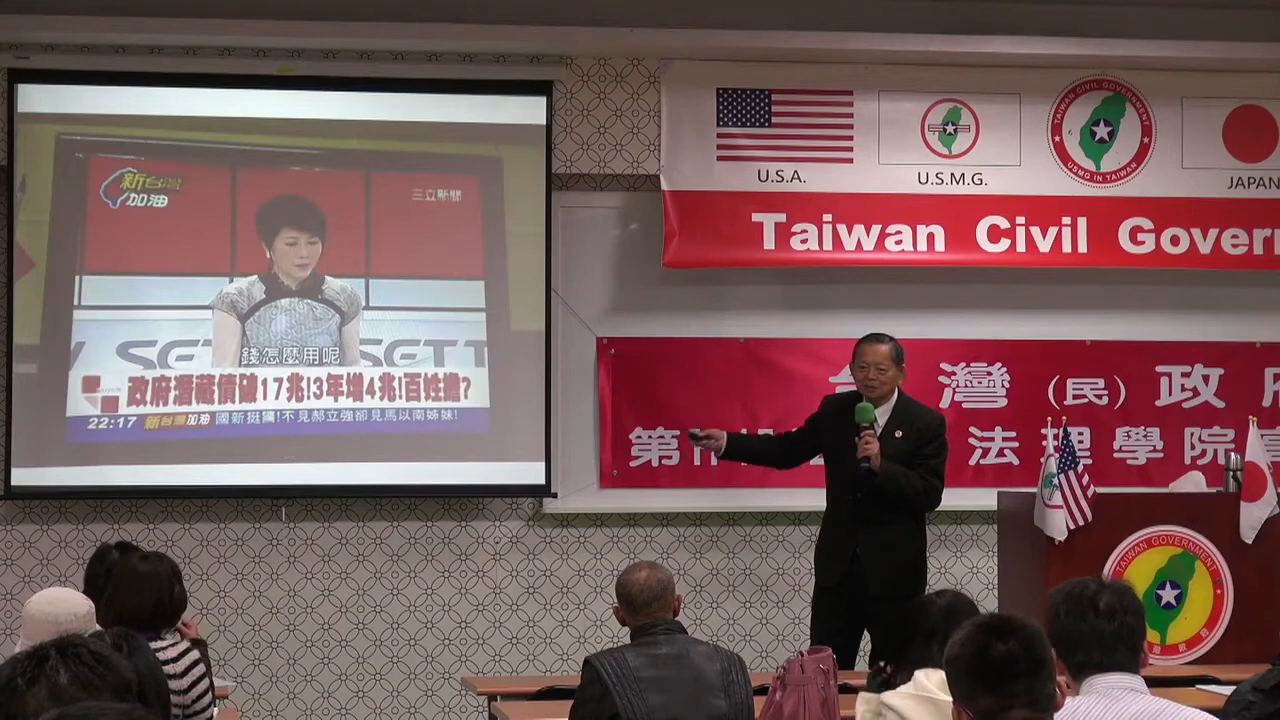 新台灣
加油
三立新聞
錢怎麼用呢
SETT
政府潛藏債破17兆!3年增4兆!百姓擔?
22:17 新台灣加油 國新挺獨!不見郝立強卻見馬以南姊妹!
U.S.A.
U.S.M.G.
TAIWAN CIVIL GOVERNMENT
USMG IN TAIWAN
JAPAN
Taiwan Civil Govern
灣(民)政府
第 法理學院
TAIWAN GOVERNMENT